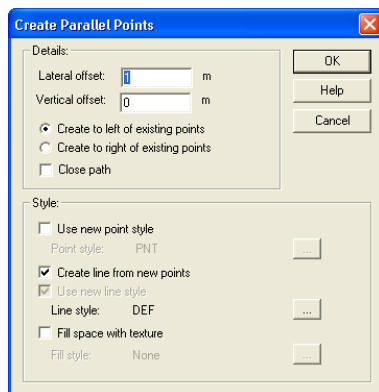 Create Parallel Points
Details:
Lateral offset: 1 m
Vertical offset: 0 m
Create to left of existing points
Create to right of existing points
Close path
OK
Help
Cancel
Style:
Use new point style
Point style: PNT ...
Create line from new points
Use new line style
Line style: DEF ...
Fill space with texture
Fill style: None ...